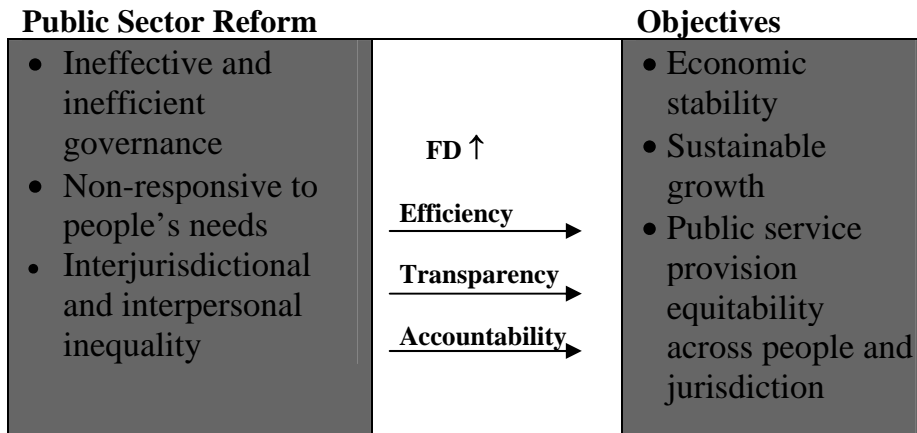 Public Sector Reform
• Ineffective and
inefficient
governance
• Non-responsive to
people’s needs
• Interjurisdictional
and interpersonal
inequality
FD ↑
Efficiency
Transparency
Accountability
Objectives
• Economic
stability
• Sustainable
growth
• Public service
provision
equitability
across people and
jurisdiction